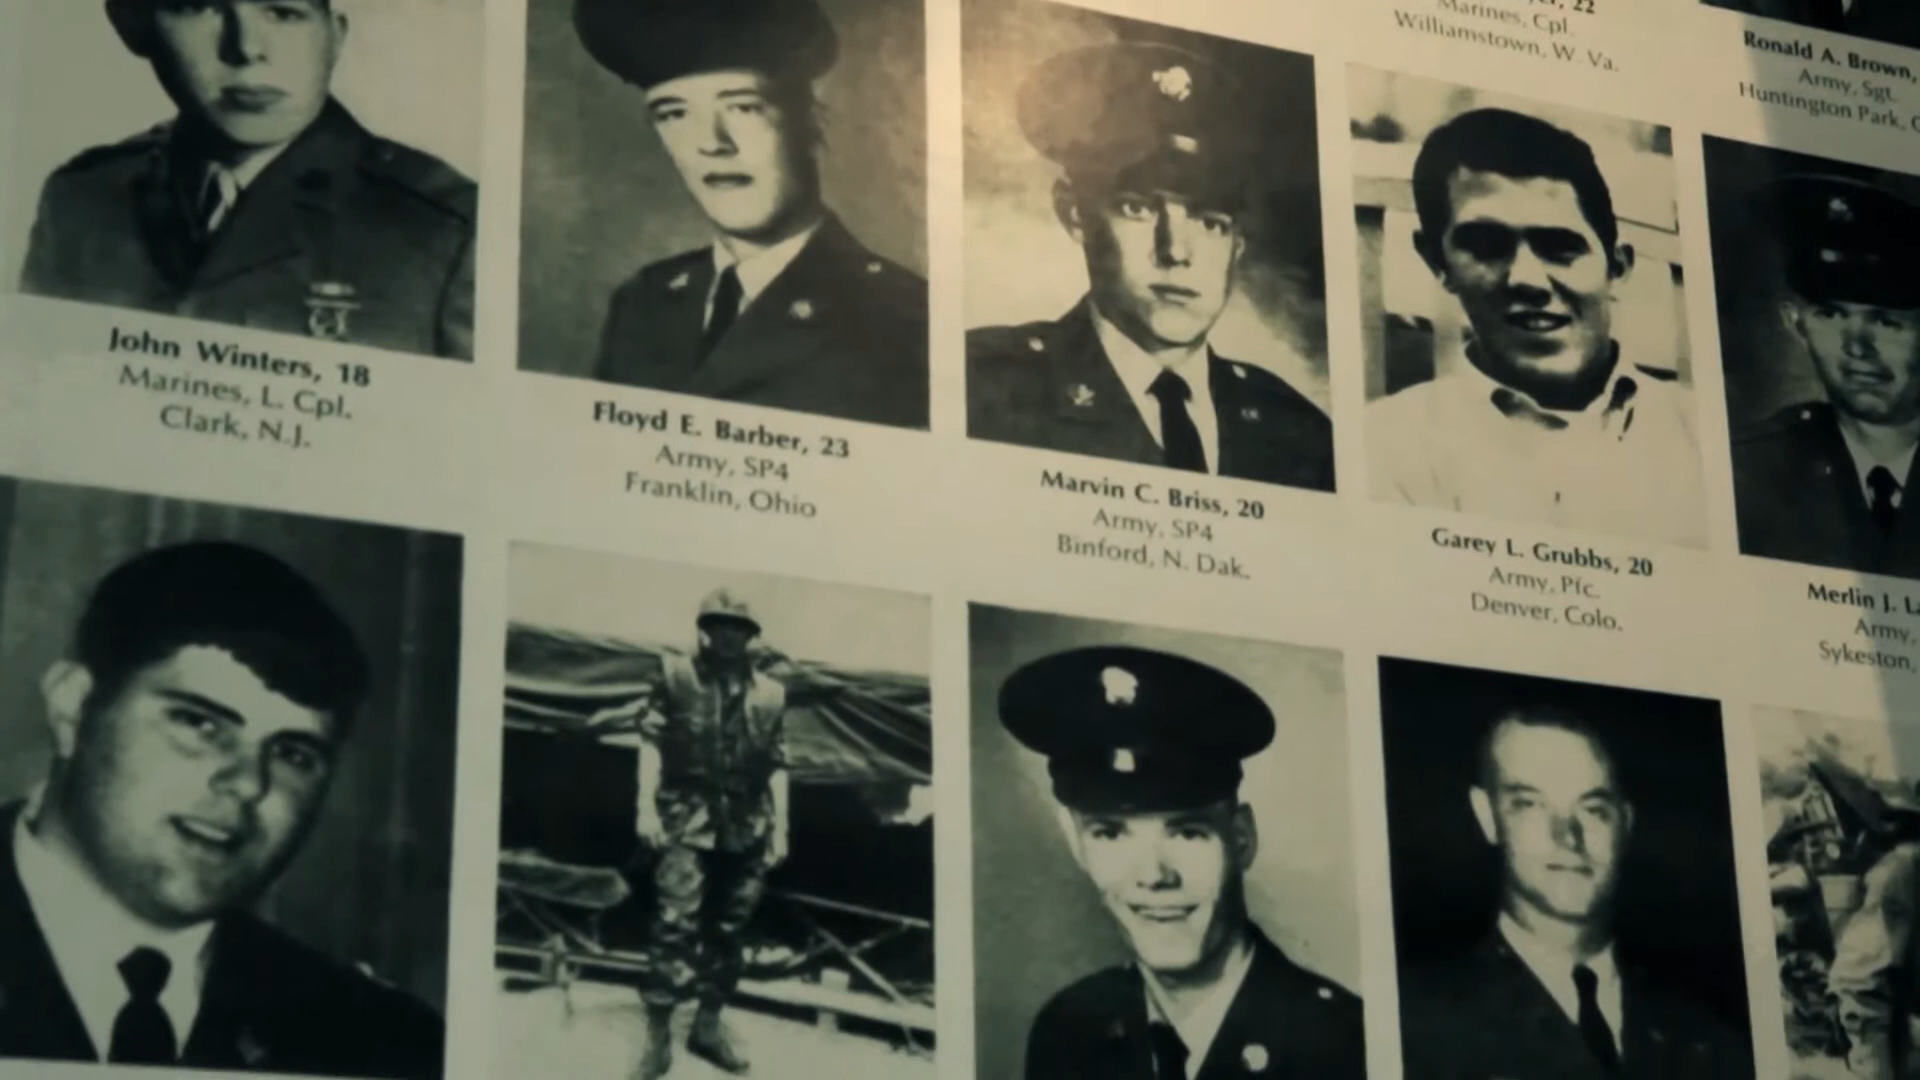 22
Marines, Cpl.
Williamstown, W. Va.
Ronald A. Brown,
Army, Sgt.
Huntington Park,
John Winters, 18
Marines, L. Cpl.
Clark, N.J.
Floyd E. Barber, 23
Army, SP4
Franklin, Ohio
Marvin C. Briss, 20
Army, SP4
Binford, N. Dak.
Garey L. Grubbs, 20
Army, Pfc.
Denver, Colo.
Merlin J.
Army,
Sykeston,